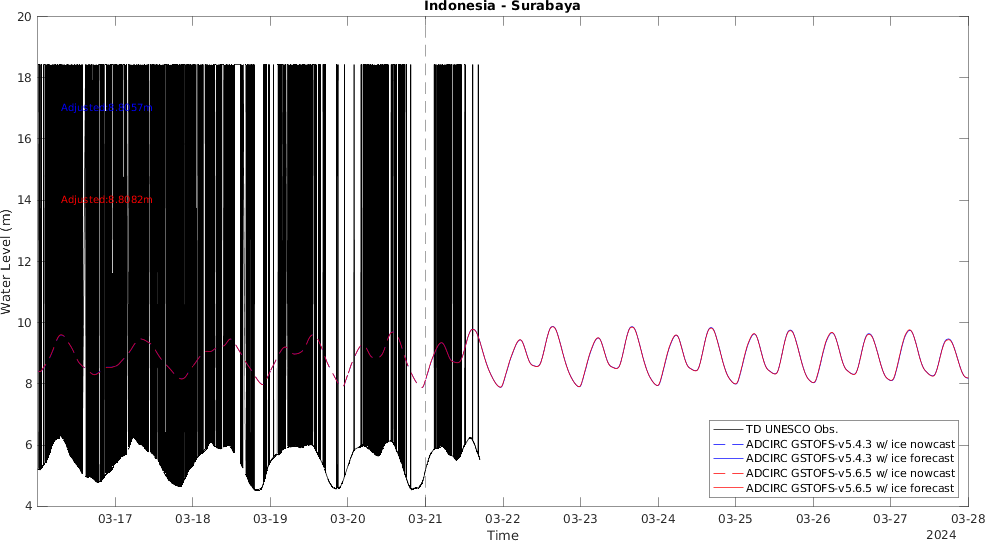 Indonesia - Surabaya
20
18
16
14
12
10
8
6
4
Water Level (m)
Adjusted:8.8082m
TD UNESCO Obs.
ADCIRC GSTOFS-v5.4.3 w/ ice nowcast
ADCIRC GSTOFS-v5.4.3 w/ ice forecast
ADCIRC GSTOFS-v5.6.5 w/ ice nowcast
ADCIRC GSTOFS-v5.6.5 w/ ice forecast
03-17 03-18 03-19 03-20 03-21 03-22 03-23 03-24 03-25 03-26 03-27 03-28
Time
2024